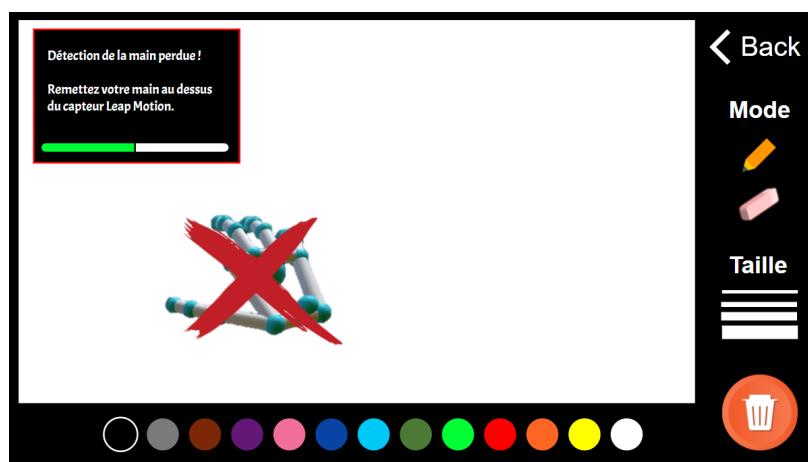 Détection de la main perdue !
Remettez votre main au dessus
du capteur Leap Motion.
Back
Mode
Taille